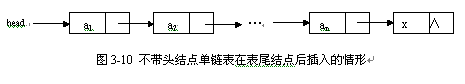 head a₁ a₂ … aₙ x ∧
图 3-10 不带头结点单链表在表尾结点后插入的情形